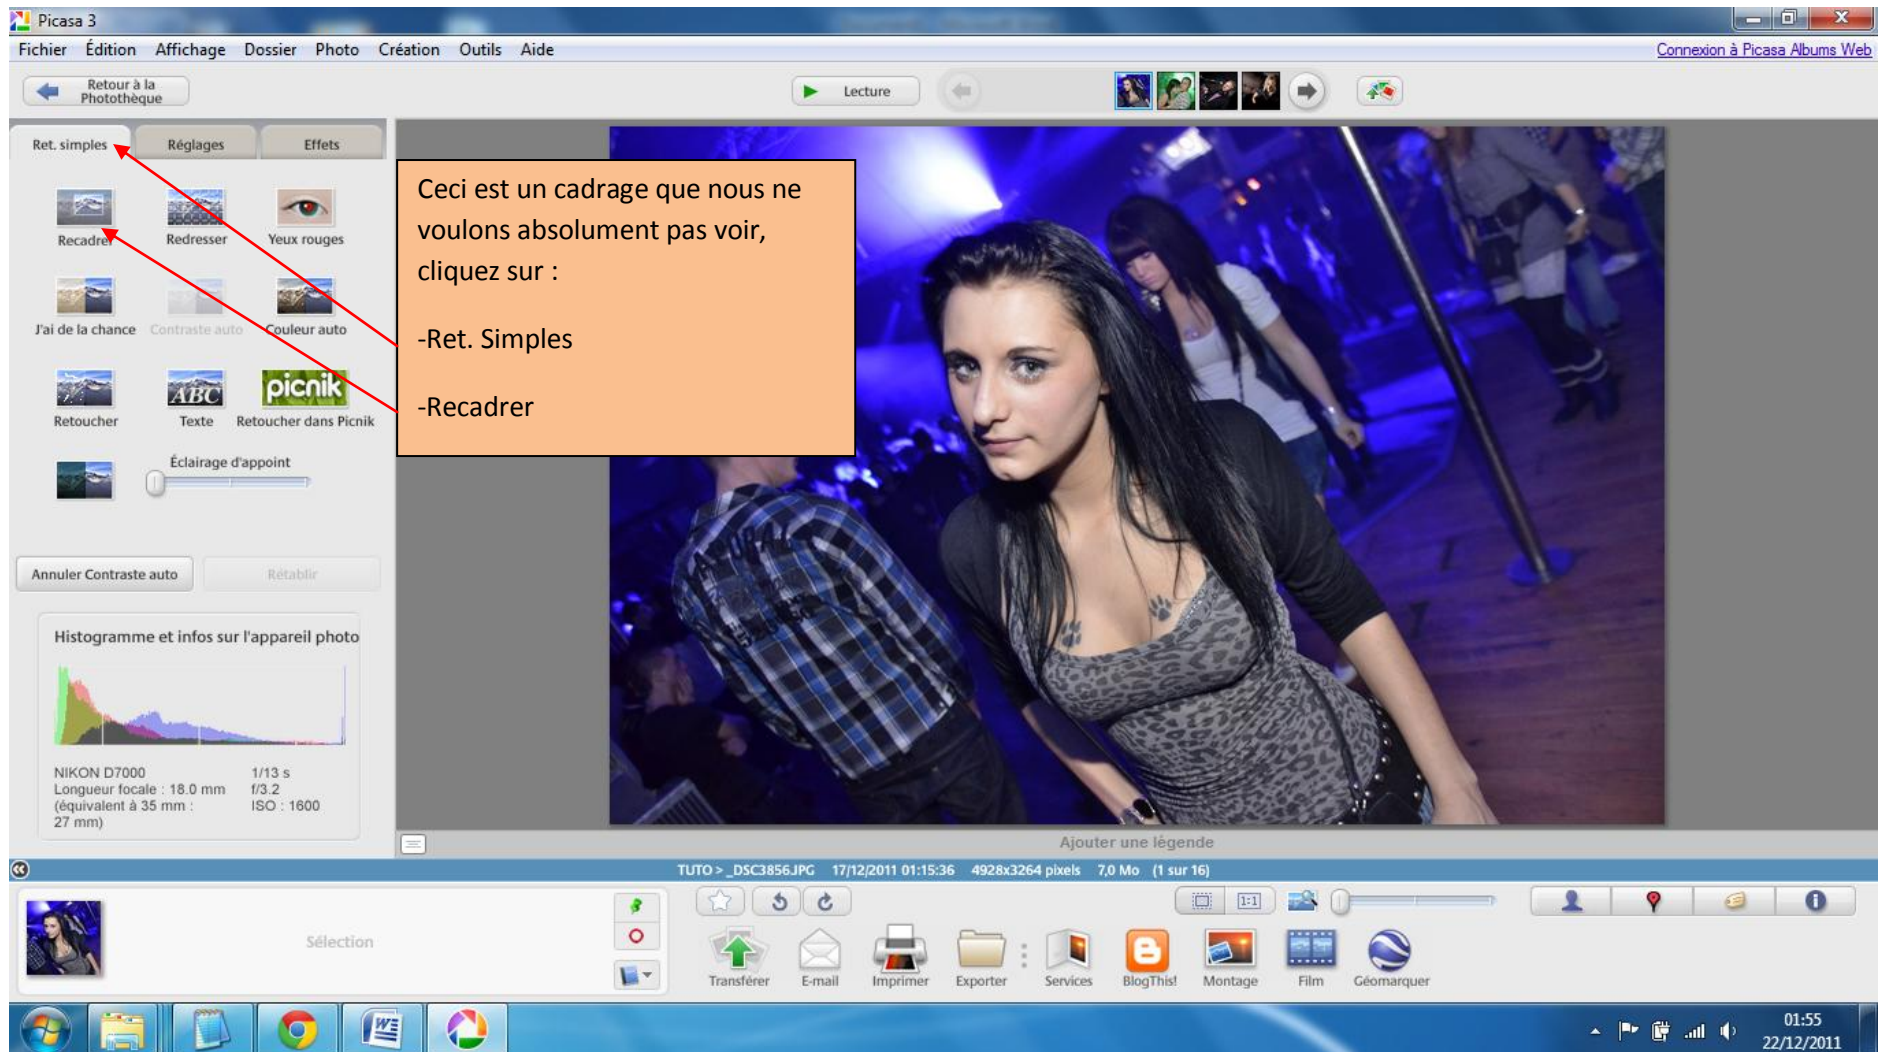 Picasa 3
Fichier Édition Affichage Dossier Photo Création Outils Aide
Connexion à Picasa Albums Web
Retour à la
Photothèque
Lecture
Ret. simples Réglages Effets
Recadrer Redresser Yeux rouges
J'ai de la chance Contraste auto Couleur auto
ABC
picnik
Retoucher Texte Retoucher dans Picnik
Éclairage d'appoint
Annuler Contraste auto Rétablir
Histogramme et infos sur l'appareil photo
NIKON D7000 1/13 s
Longueur focale : 18.0 mm f/3.2
(équivalent à 35 mm : ISO : 1600
27 mm)
Ceci est un cadrage que nous ne
voulons absolument pas voir,
cliquez sur :
-Ret. Simples
-Recadrer
Ajouter une légende
TUTO > _DSC3856.JPG 17/12/2011 01:15:36 4928x3264 pixels 7,0 Mo (1 sur 16)
Sélection
1:1
Transférer E-mail Imprimer Exporter Services BlogThis! Montage Film Géomarquer
01:55
22/12/2011